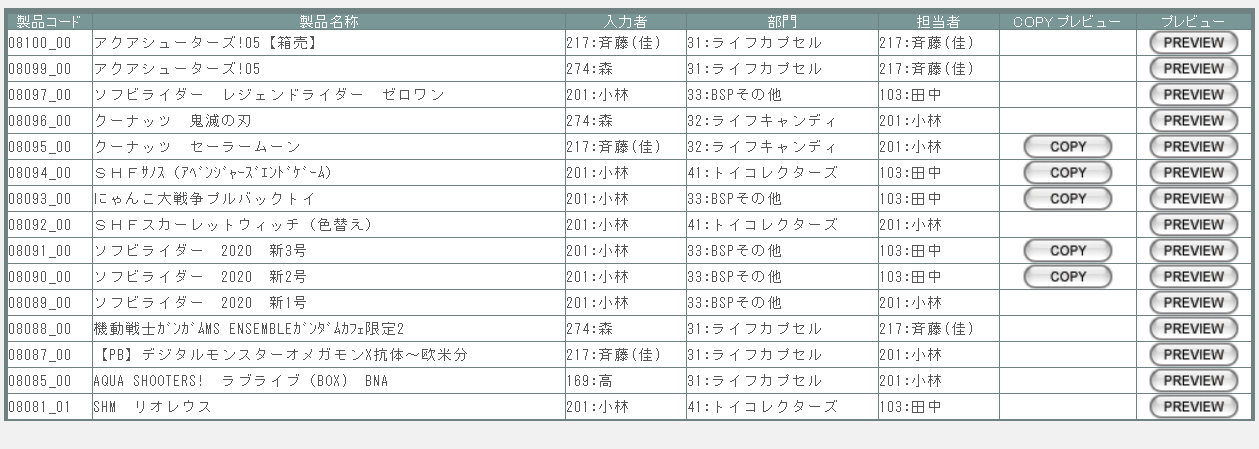 製品コード 製品名称 入力者 部門 担当者 COPYプレビュー プレビュー
08100_00 アクアシューターズ!05【箱売】 217:斉藤(佳) 31:ライフカプセル 217:斉藤(佳) PREVIEW
08099_00 アクアシューターズ!05 274:森 31:ライフカプセル 217:斉藤(佳) PREVIEW
08097_00 ソフビライダー　レジェンドライダー　ゼロワン 201:小林 33:BSPその他 103:田中 PREVIEW
08096_00 クーナッツ　鬼滅の刃 274:森 32:ライフキャンディ 201:小林 PREVIEW
08095_00 クーナッツ　セーラームーン 217:斉藤(佳) 32:ライフキャンディ 201:小林 COPY PREVIEW
08094_00 ＳＨＦｻﾉｽ（ｱﾍﾞﾝｼﾞｬｰｽﾞｴﾝﾄﾞｹﾞｰﾑ） 201:小林 41:トイコレクターズ 103:田中 COPY PREVIEW
08093_00 にゃんこ大戦争プルバックトイ 201:小林 33:BSPその他 103:田中 COPY PREVIEW
08092_00 ＳＨＦスカーレットウィッチ（色替え） 201:小林 41:トイコレクターズ 201:小林 PREVIEW
08091_00 ソフビライダー　2020　新3号 201:小林 33:BSPその他 103:田中 COPY PREVIEW
08090_00 ソフビライダー　2020　新2号 201:小林 33:BSPその他 103:田中 COPY PREVIEW
08089_00 ソフビライダー　2020　新1号 201:小林 33:BSPその他 201:小林 PREVIEW
08088_00 機動戦士ｶﾞﾝｶﾞﾑMS ENSEMBLEｶﾞﾝﾀﾞﾑｶﾌｪ限定2 274:森 31:ライフカプセル 217:斉藤(佳) PREVIEW
08087_00 【PB】デジタルモンスターオメガモンX抗体～欧米分 217:斉藤(佳) 31:ライフカプセル 201:小林 PREVIEW
08085_00 AQUA SHOOTERS!　ラブライブ（BOX）　BNA 169:高 31:ライフカプセル 201:小林 PREVIEW
08081_01 SHM　リオレウス 201:小林 41:トイコレクターズ 103:田中 PREVIEW